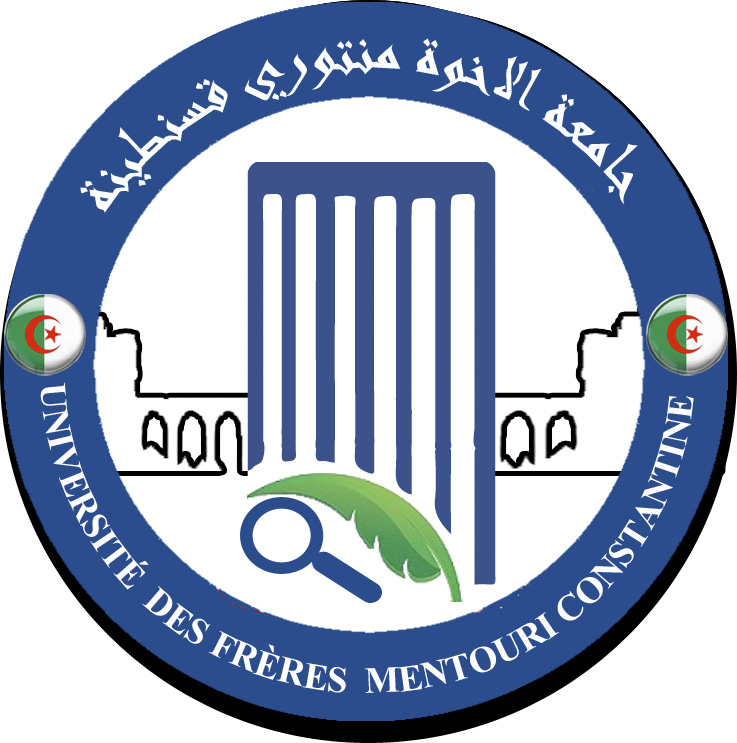 جامعة الاخوة منتوري قسنطينة
UNIVERSITÉ DES FRÈRES MENTOURI CONSTANTINE